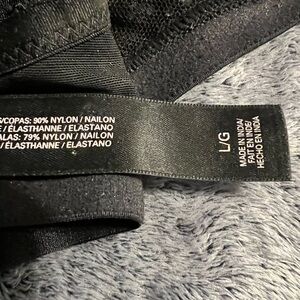 S/COPAS: 90% NYLON / NAILON
E / ÉLASTHANNE / ELASTANO
ALAS: 79% NYLON / NAILON
/ ÉLASTHANNE / ELASTANO
L/G
MADE IN INDIA/
FAIT EN INDE/
HECHO EN INDIA